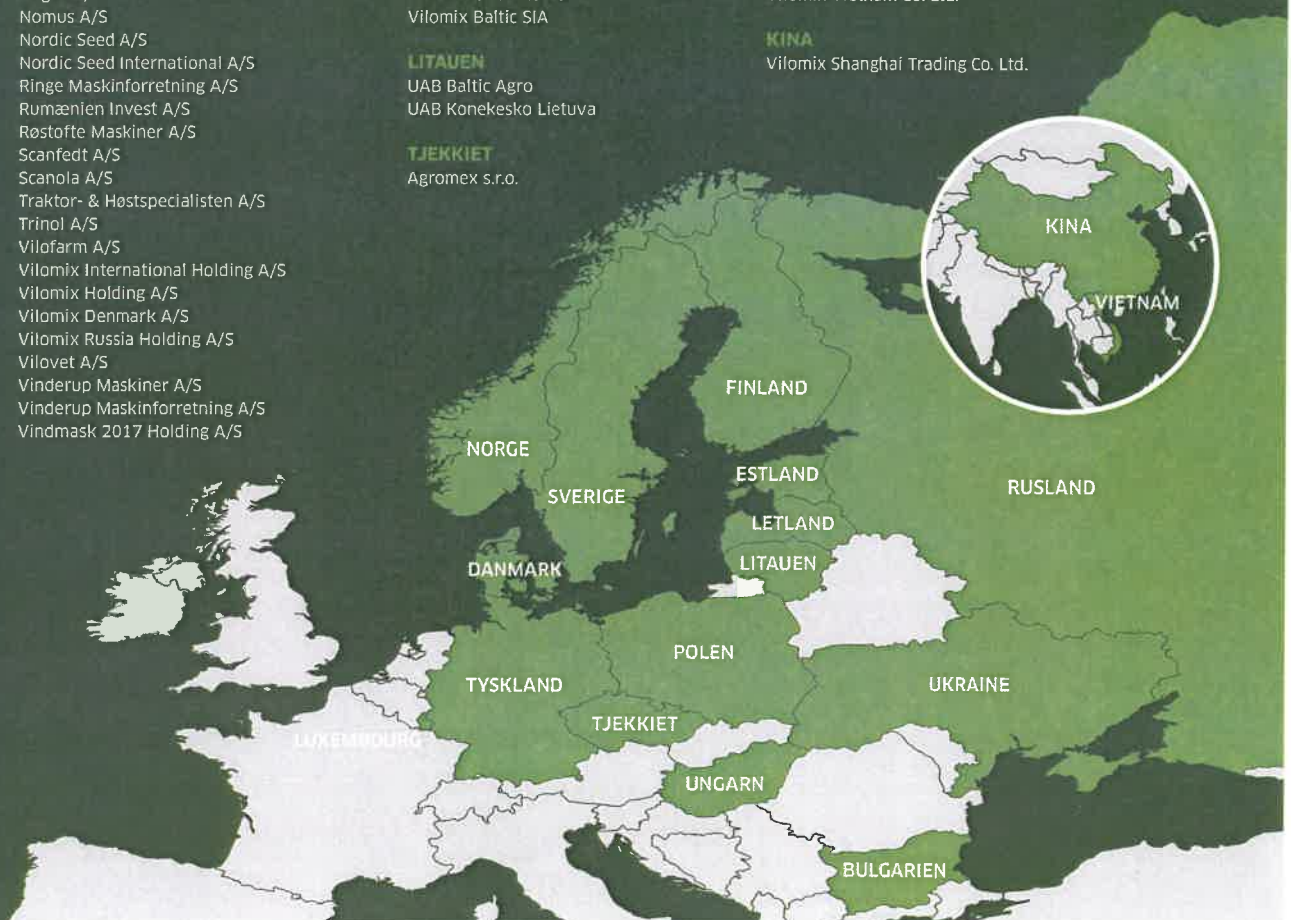 Nomus A/S
Nordic Seed A/S
Nordic Seed International A/S
Ringe Maskinforretning A/S
Rumænien Invest A/S
Røstofte Maskiner A/S
Scanfedt A/S
Scanola A/S
Traktor- & Høstspecialisten A/S
Trinol A/S
Vilofarm A/S
Vilomix International Holding A/S
Vilomix Holding A/S
Vilomix Denmark A/S
Vilomix Russia Holding A/S
Vilovet A/S
Vinderup Maskiner A/S
Vinderup Maskinforretning A/S
Vindmask 2017 Holding A/S
Vilomix Baltic SIA
LITAUEN
UAB Baltic Agro
UAB Konekesko Lietuva
TJEKKIET
Agromex s.r.o.
KINA
Vilomix Shanghai Trading Co. Ltd.
KINA
VIETNAM
FINLAND
NORGE
ESTLAND
RUSLAND
SVERIGE
LETLAND
LITAUEN
DANMARK
POLEN
TYSKLAND
UKRAINE
TJEKKIET
LUXEMBOURG
UNGARN
BULGARIEN